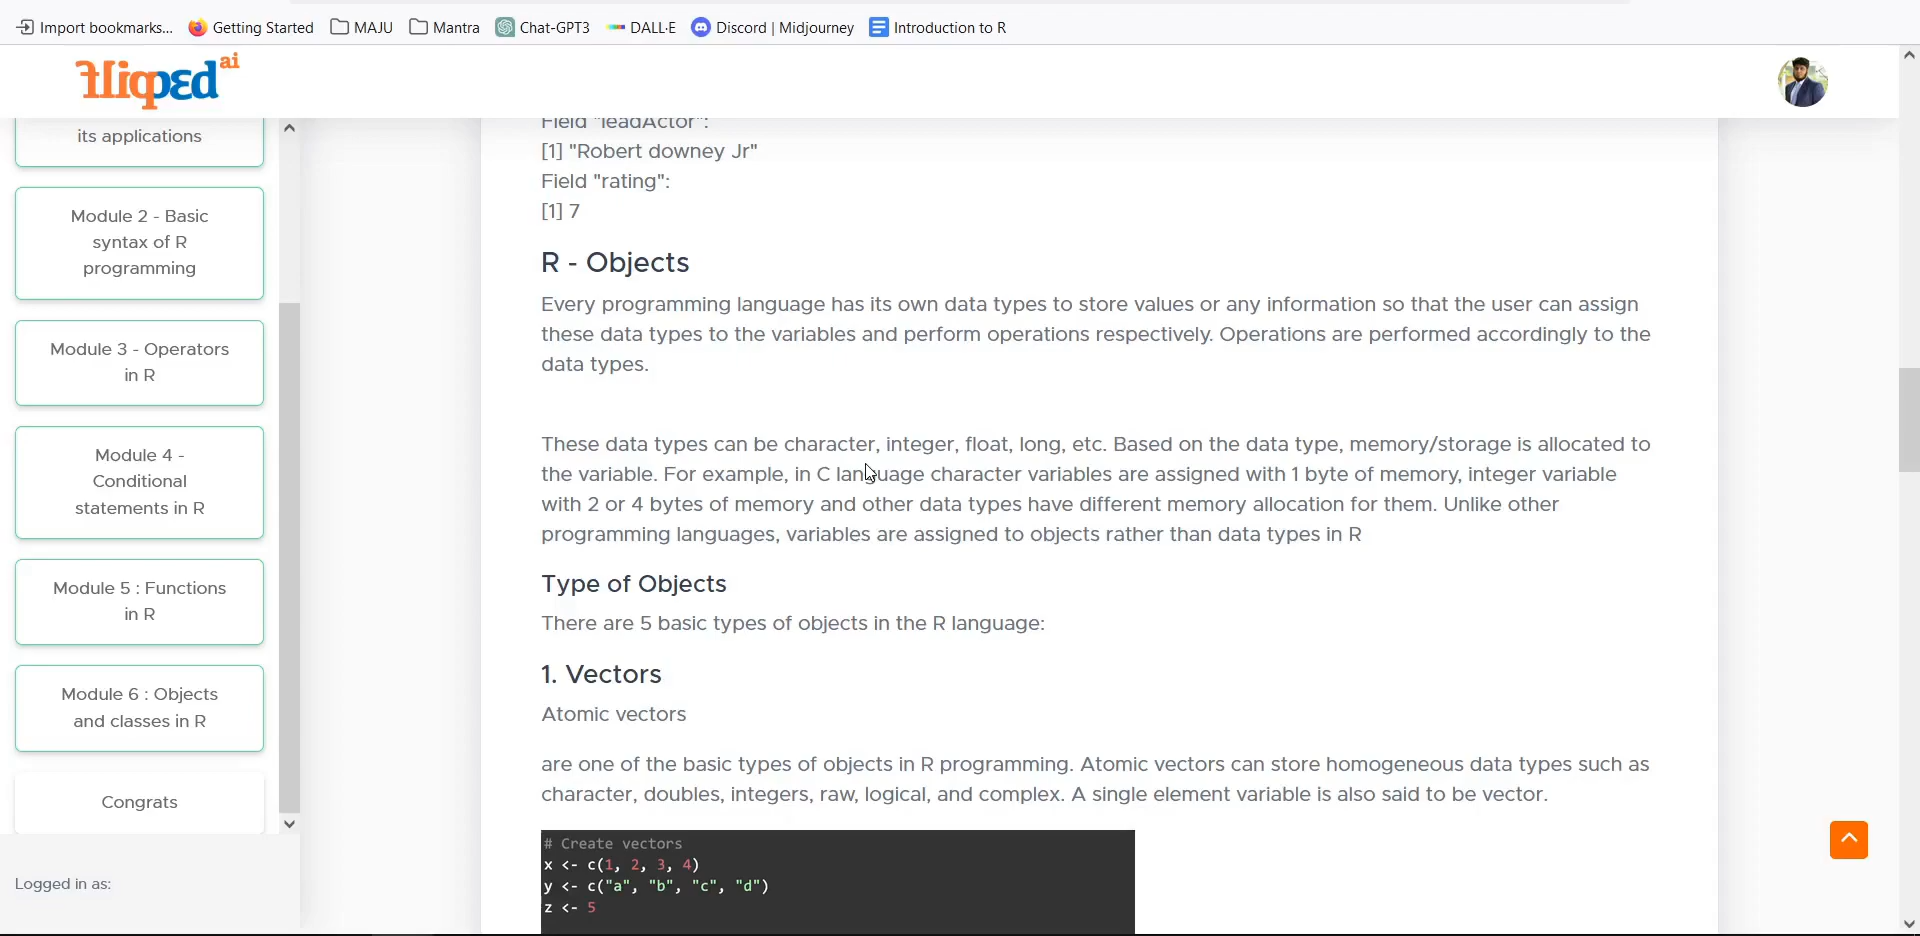 Import bookmarks...
Getting Started
MAJU
Mantra
Chat-GPT3
DALL·E
Discord | Midjourney
Introduction to R
fliqped ai
its applications
Module 2 - Basic
syntax of R
programming
Module 3 - Operators
in R
Module 4 -
Conditional
statements in R
Module 5 : Functions
in R
Module 6 : Objects
and classes in R
Congrats
Logged in as:
Field "leadActor":
[1] "Robert downey Jr"
Field "rating":
[1] 7
R - Objects
Every programming language has its own data types to store values or any information so that the user can assign
these data types to the variables and perform operations respectively. Operations are performed accordingly to the
data types.
These data types can be character, integer, float, long, etc. Based on the data type, memory/storage is allocated to
the variable. For example, in C language character variables are assigned with 1 byte of memory, integer variable
with 2 or 4 bytes of memory and other data types have different memory allocation for them. Unlike other
programming languages, variables are assigned to objects rather than data types in R
Type of Objects
There are 5 basic types of objects in the R language:
1. Vectors
Atomic vectors
are one of the basic types of objects in R programming. Atomic vectors can store homogeneous data types such as
character, doubles, integers, raw, logical, and complex. A single element variable is also said to be vector.
# Create vectors
x <- c(1, 2, 3, 4)
y <- c("a", "b", "c", "d")
z <- 5